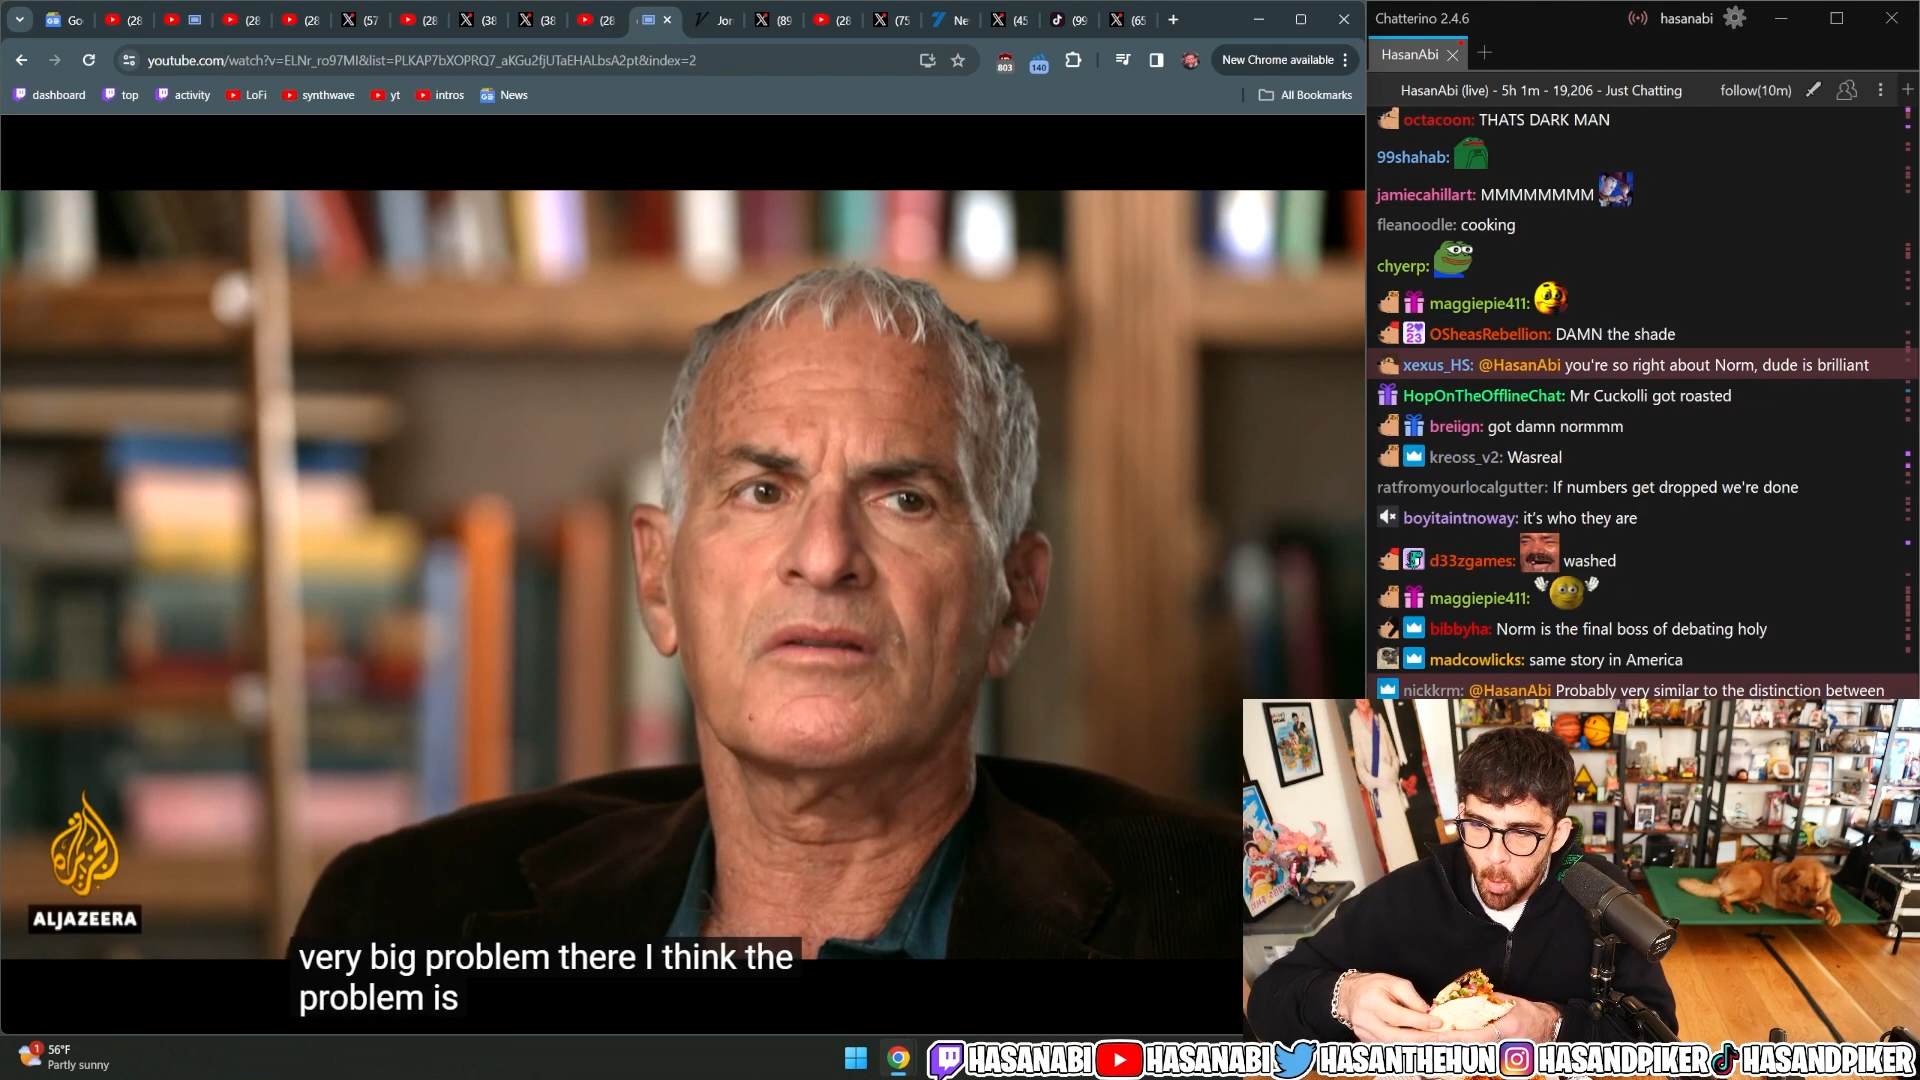 Go
(28
(28
(28
(57
(28
(38
(38
(28
Jor
(89
(28
(75
Ne
(45
(99
(65
youtube.com/watch?v=ELNr_ro97MI&list=PLKAP7bXOPRQ7_aKGu2fjUTaEHALbsA2pt&index=2
803
140
New Chrome available
dashboard
top
activity
LoFi
synthwave
yt
intros
News
All Bookmarks
ALJAZEERA
very big problem there I think the
problem is
1
56°F
Partly sunny
Chatterino 2.4.6
hasanabi
HasanAbi
HasanAbi (live) - 5h 1m - 19,206 - Just Chatting
follow(10m)
octacoon: THATS DARK MAN
99shahab:
jamiecahillart: MMMMMMMM
fleanoodle: cooking
chyerp:
maggiepie411:
OSheasRebellion: DAMN the shade
xexus_HS: @HasanAbi you're so right about Norm, dude is brilliant
HopOnTheOfflineChat: Mr Cuckolli got roasted
breiign: got damn normmm
kreoss_v2: Wasreal
ratfromyourlocalgutter: If numbers get dropped we're done
boyitaintnoway: it's who they are
d33zgames: washed
maggiepie411:
bibbyha: Norm is the final boss of debating holy
madcowlicks: same story in America
nickkrm: @HasanAbi Probably very similar to the distinction between
HASANABI
HASANABI
HASANTHEHUN
HASANDPIKER
HASANDPIKER